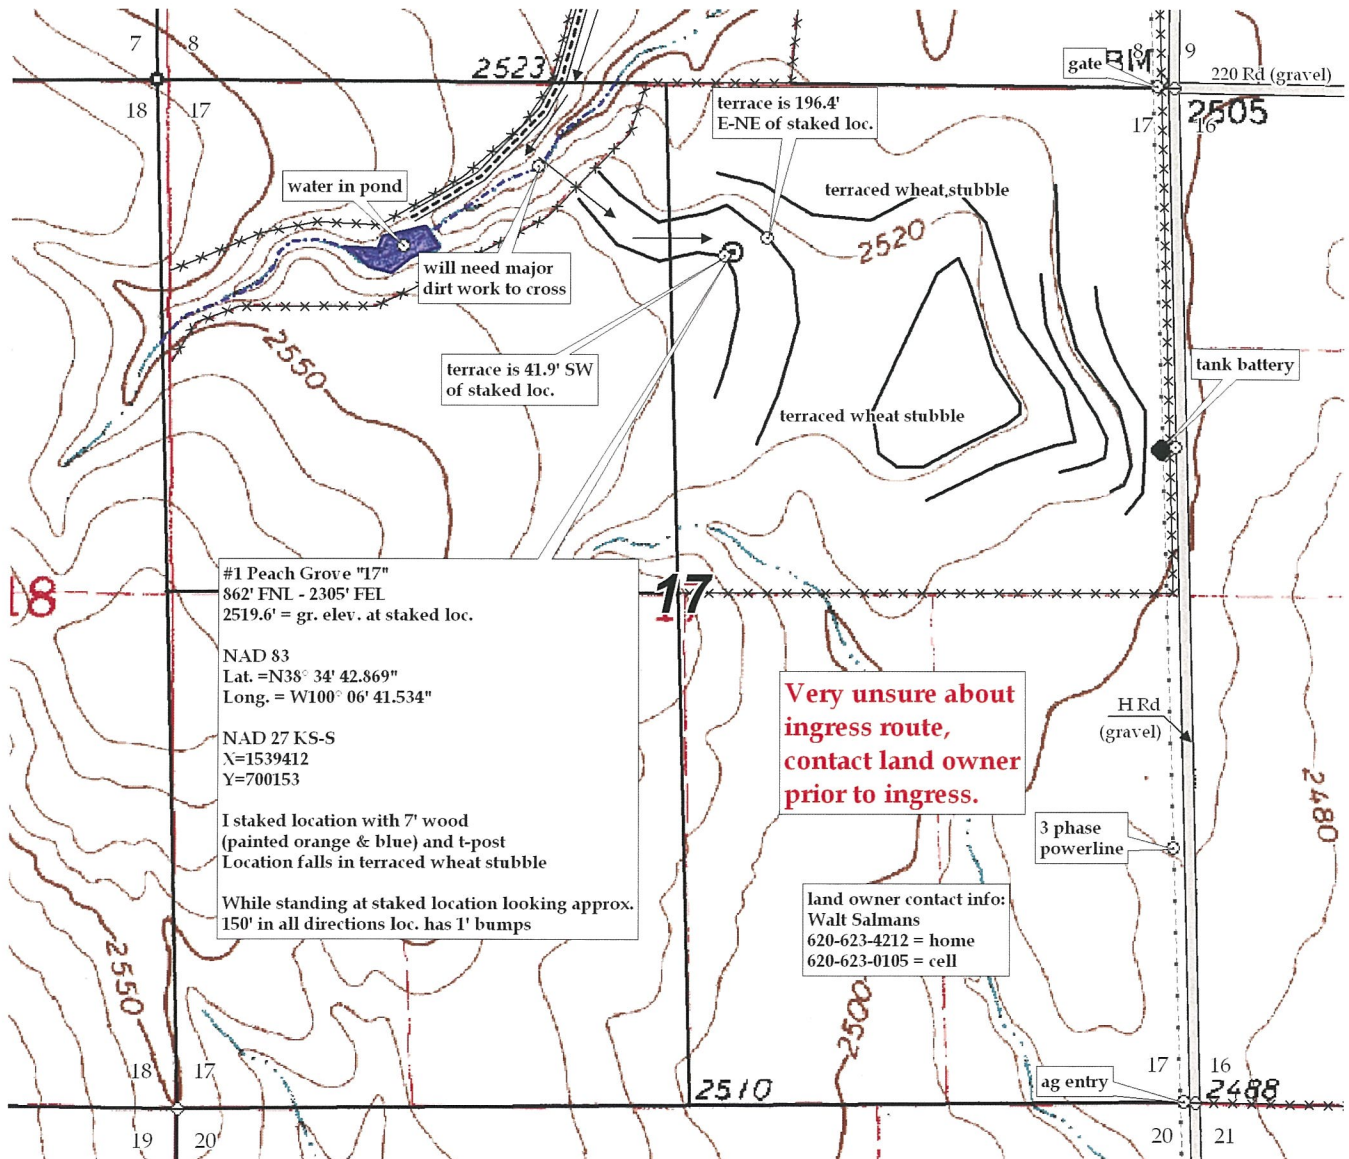 7
8
2523
8
BM
9
gate
220 Rd (gravel)
18
17
terrace is 196.4'
E-NE of staked loc.
17
16
2505
water in pond
terraced wheat stubble
2520
will need major
dirt work to cross
2550
terrace is 41.9' SW
of staked loc.
tank battery
terraced wheat stubble
#1 Peach Grove "17"
862' FNL - 2305' FEL
2519.6' = gr. elev. at staked loc.
18
17
17
NAD 83
Lat. =N38° 34' 42.869"
Long. = W100° 06' 41.534"
NAD 27 KS-S
X=1539412
Y=700153
I staked location with 7' wood
(painted orange & blue) and t-post
Location falls in terraced wheat stubble
While standing at staked location looking approx.
150' in all directions loc. has 1' bumps
Very unsure about
ingress route,
contact land owner
prior to ingress.
H Rd
(gravel)
2480
3 phase
powerline
land owner contact info:
Walt Salmans
620-623-4212 = home
620-623-0105 = cell
2550
2500
18
17
17
16
ag entry
2510
2488
19
20
20
21